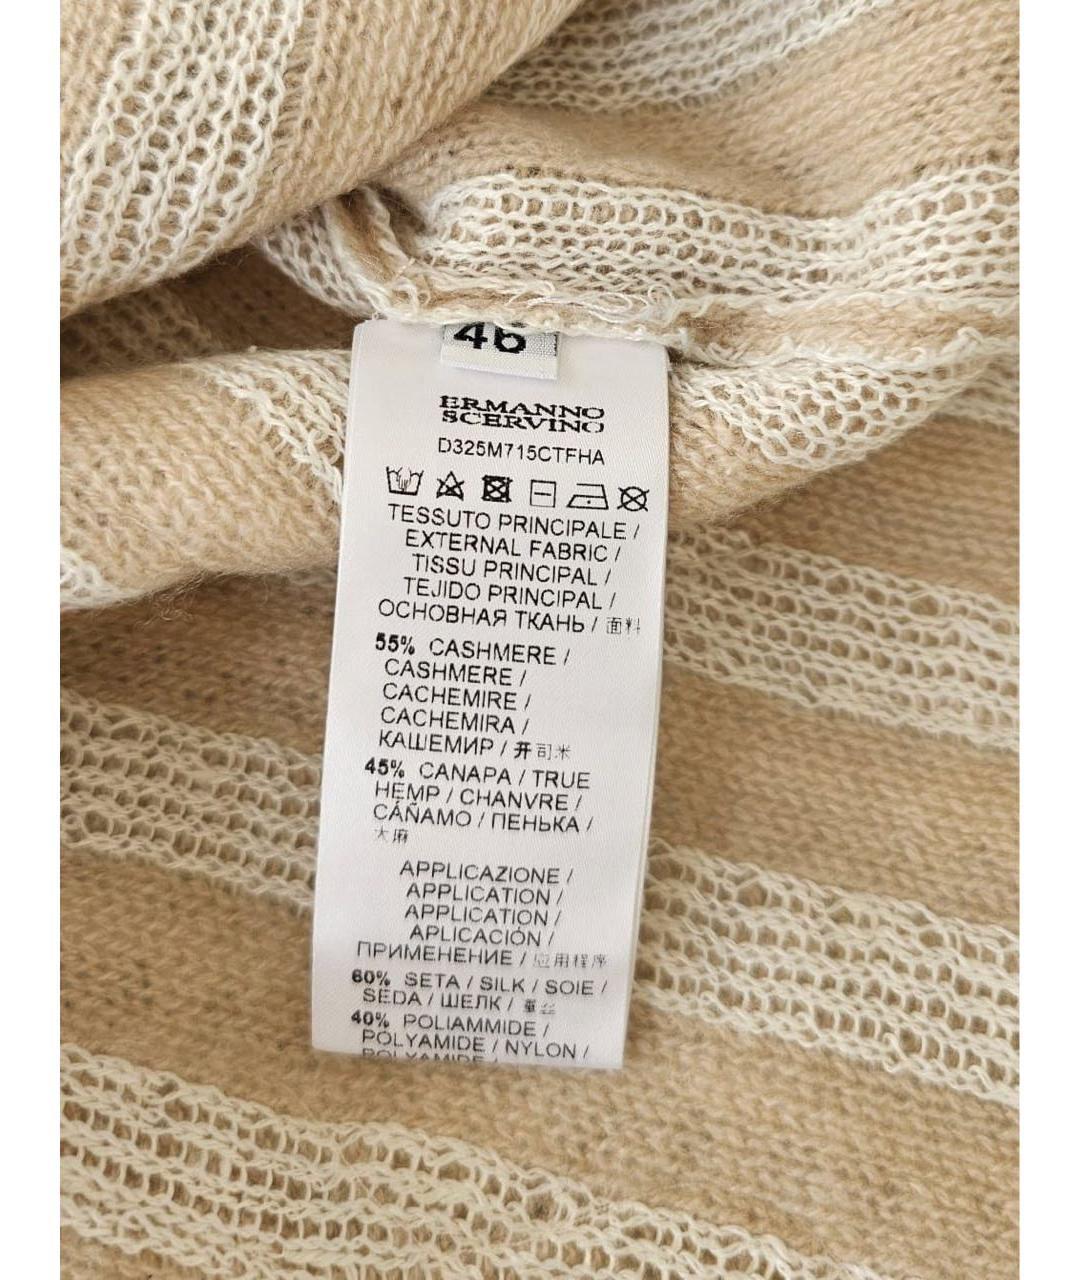 46
ERMANNO
SCERVINO
D325M715CTFHA
TESSUTO PRINCIPALE /
EXTERNAL FABRIC /
TISSU PRINCIPAL /
TEJIDO PRINCIPAL /
ОСНОВНАЯ ТКАНЬ / 面料
55% CASHMERE /
CASHMERE /
CACHEMIRE /
CACHEMIRA /
КАШЕМИР / 开司米
45% CANAPA / TRUE
HEMP / CHANVRE /
CÁÑAMO / ПЕНЬКА /
大麻
APPLICAZIONE /
APPLICATION /
APPLICATION /
APLICACIÓN /
ПРИМЕНЕНИЕ / 应用程序
60% SETA / SILK / SOIE /
SEDA / ШЕЛК /
40% POLIAMMIDE /
POLYAMIDE / NYLON /
POLYAMIDE /